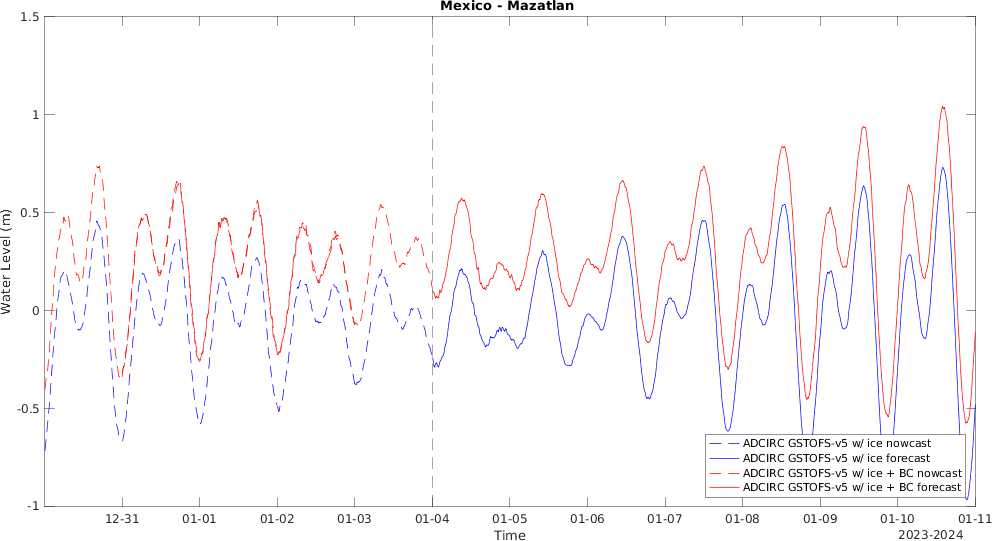 Mexico - Mazatlan
1.5
1
0.5
0
-0.5
-1
Water Level (m)
ADCIRC GSTOFS-v5 w/ ice nowcast
ADCIRC GSTOFS-v5 w/ ice forecast
ADCIRC GSTOFS-v5 w/ ice + BC nowcast
ADCIRC GSTOFS-v5 w/ ice + BC forecast
12-31 01-01 01-02 01-03 01-04 01-05 01-06 01-07 01-08 01-09 01-10 01-11
Time
2023-2024